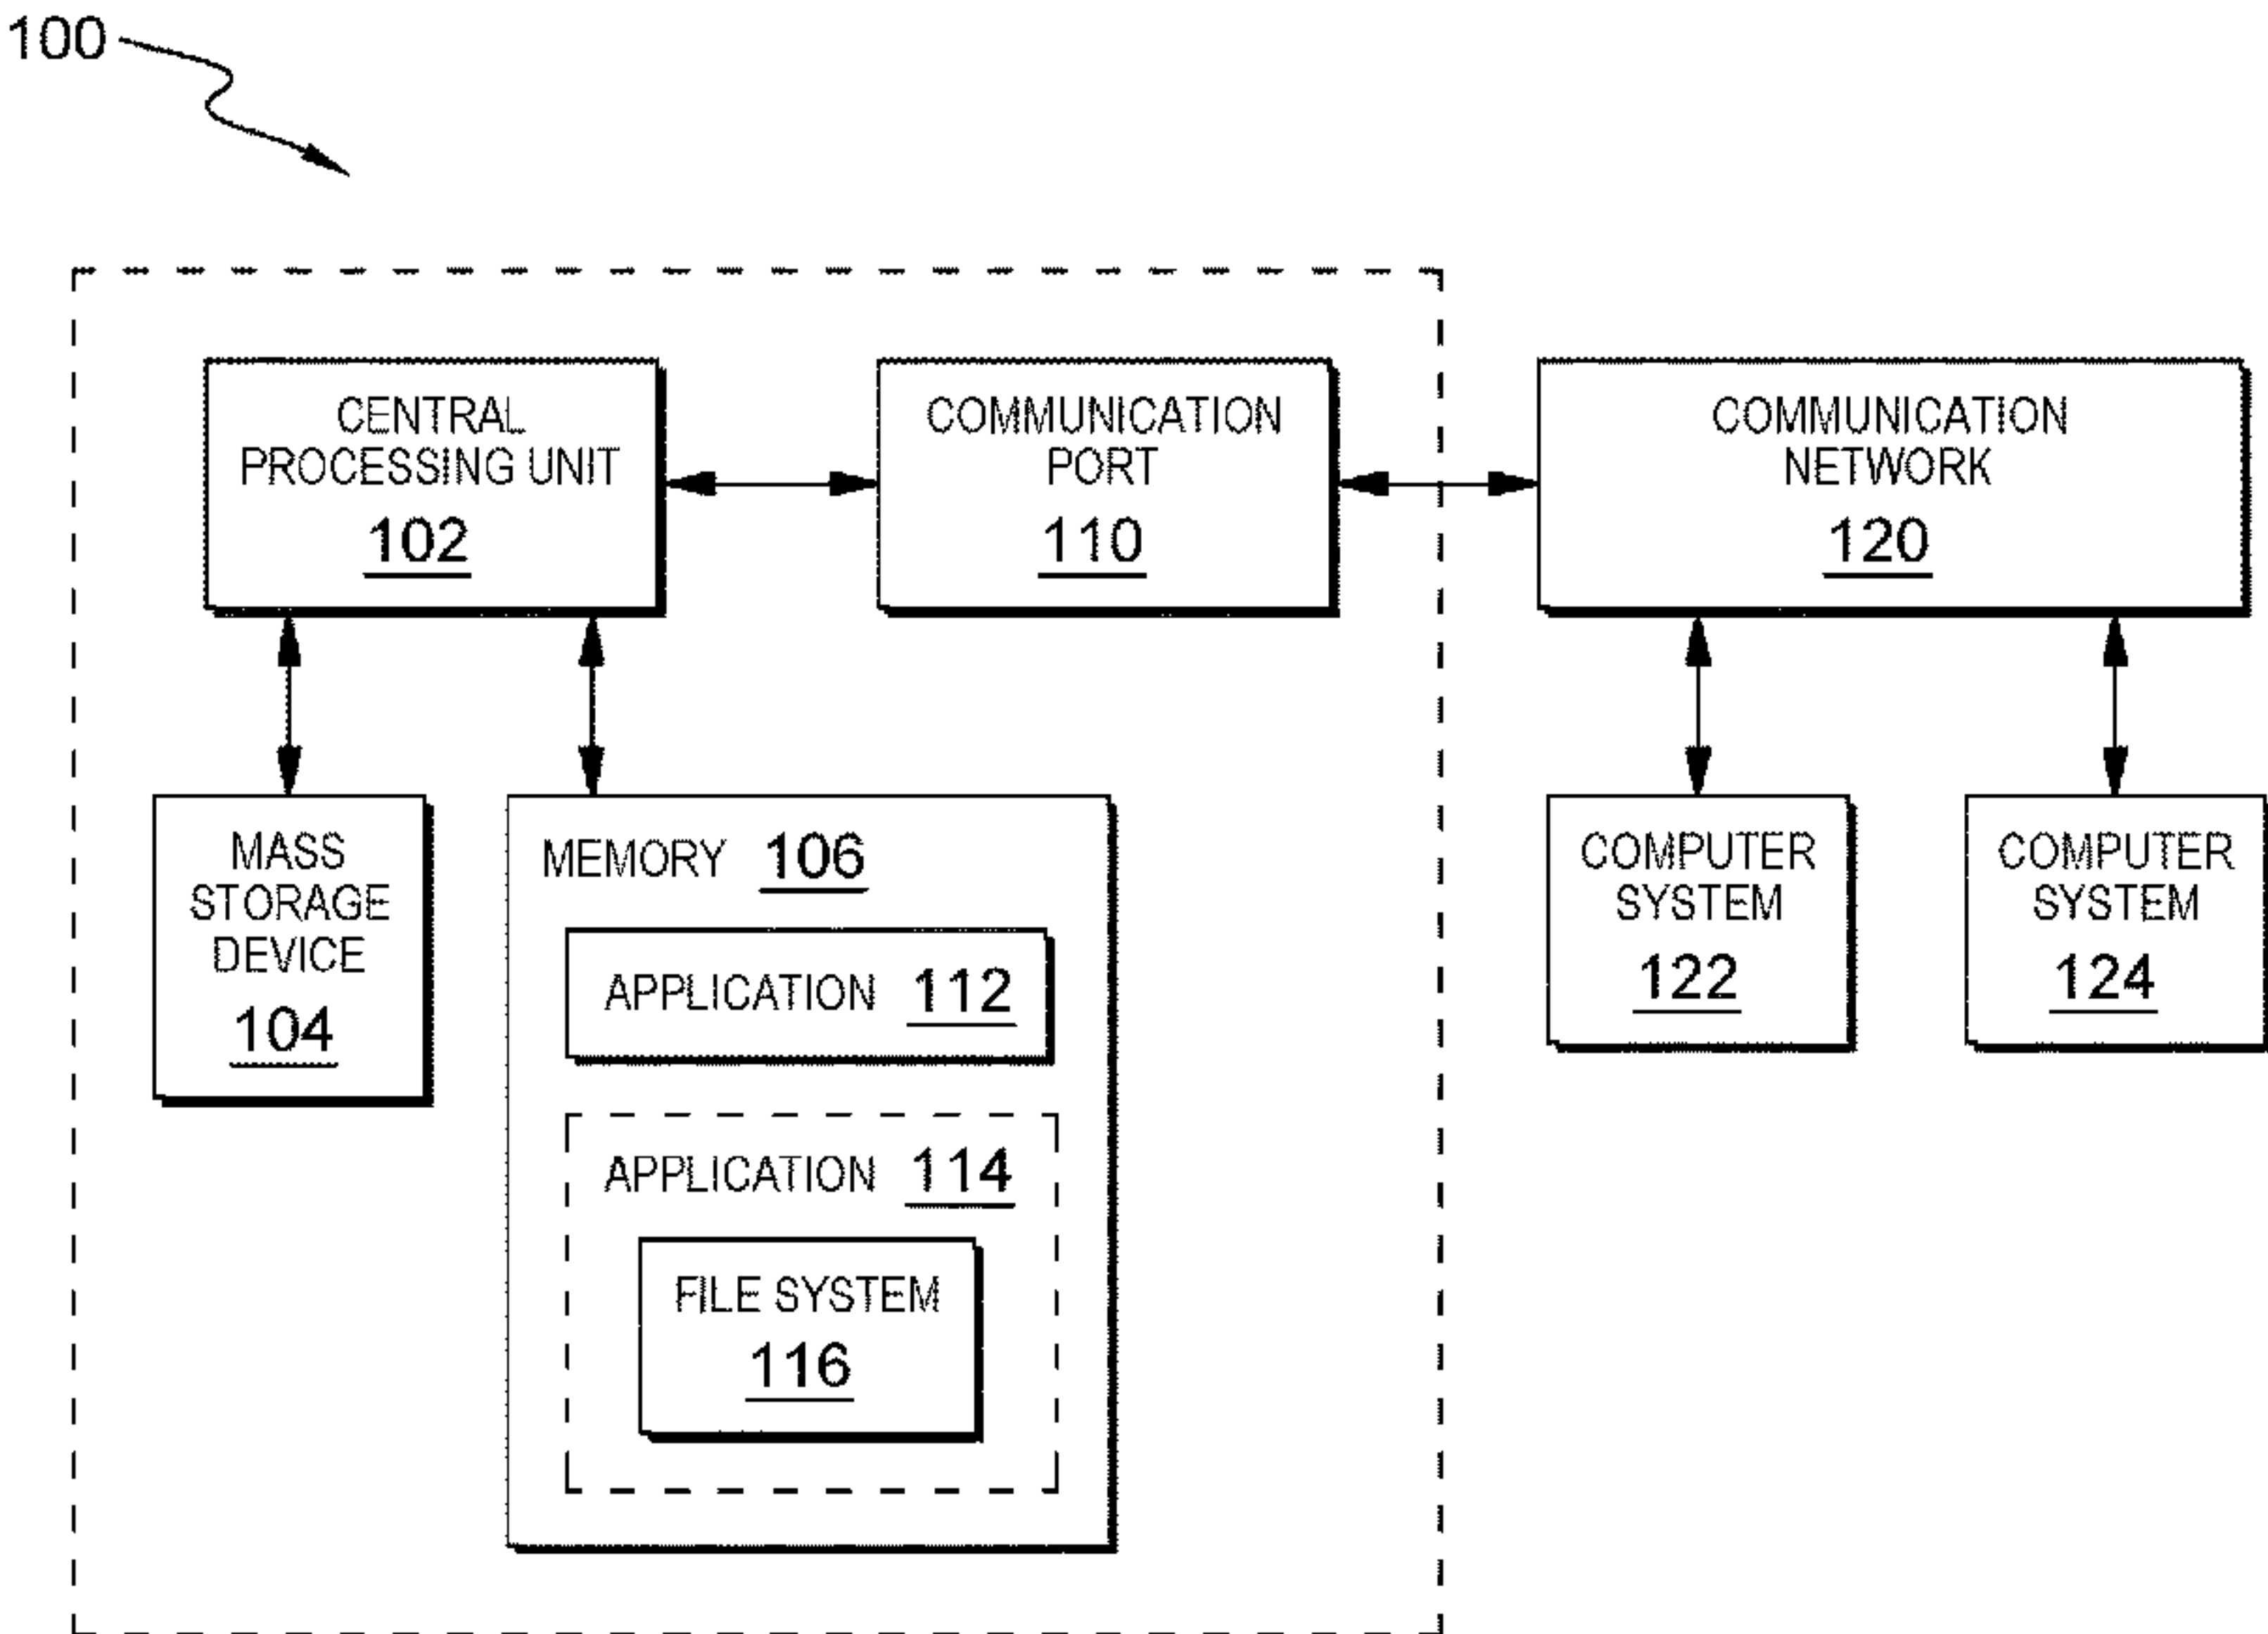 100
CENTRAL
PROCESSING UNIT
102
COMMUNICATION
PORT
110
COMMUNICATION
NETWORK
120
MASS
STORAGE
DEVICE
104
MEMORY 106
APPLICATION 112
APPLICATION 114
FILE SYSTEM
116
COMPUTER
SYSTEM
122
COMPUTER
SYSTEM
124